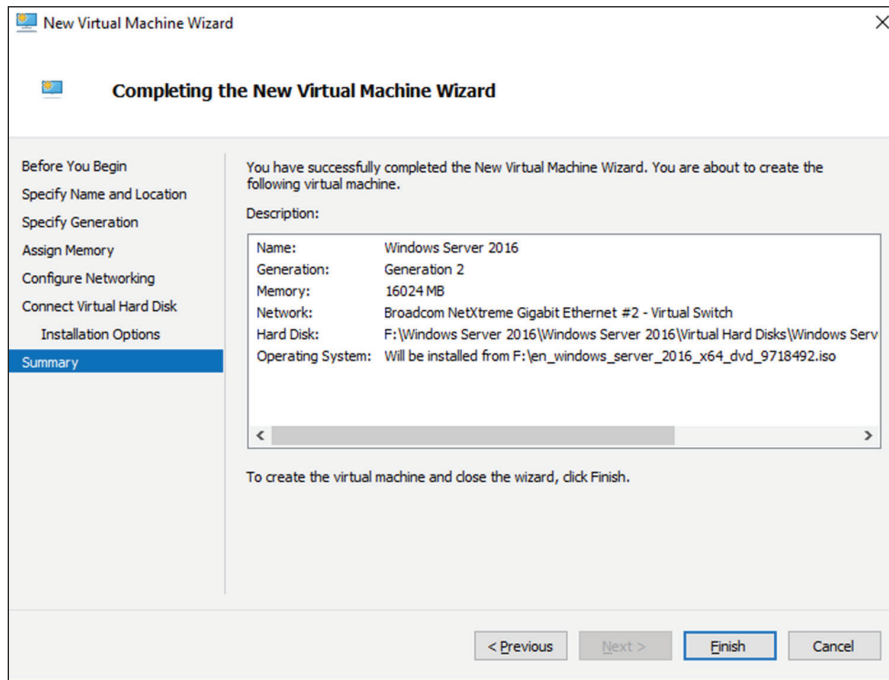 New Virtual Machine Wizard
Completing the New Virtual Machine Wizard
Before You Begin
Specify Name and Location
Specify Generation
Assign Memory
Configure Networking
Connect Virtual Hard Disk
Installation Options
Summary
You have successfully completed the New Virtual Machine Wizard. You are about to create the
following virtual machine.
Description:
Name: Windows Server 2016
Generation: Generation 2
Memory: 16024 MB
Network: Broadcom NetXtreme Gigabit Ethernet #2 - Virtual Switch
Hard Disk: F:\Windows Server 2016\Windows Server 2016\Virtual Hard Disks\Windows Serv
Operating System: Will be installed from F:\en_windows_server_2016_x64_dvd_9718492.iso
To create the virtual machine and close the wizard, click Finish.
< Previous
Next >
Finish
Cancel